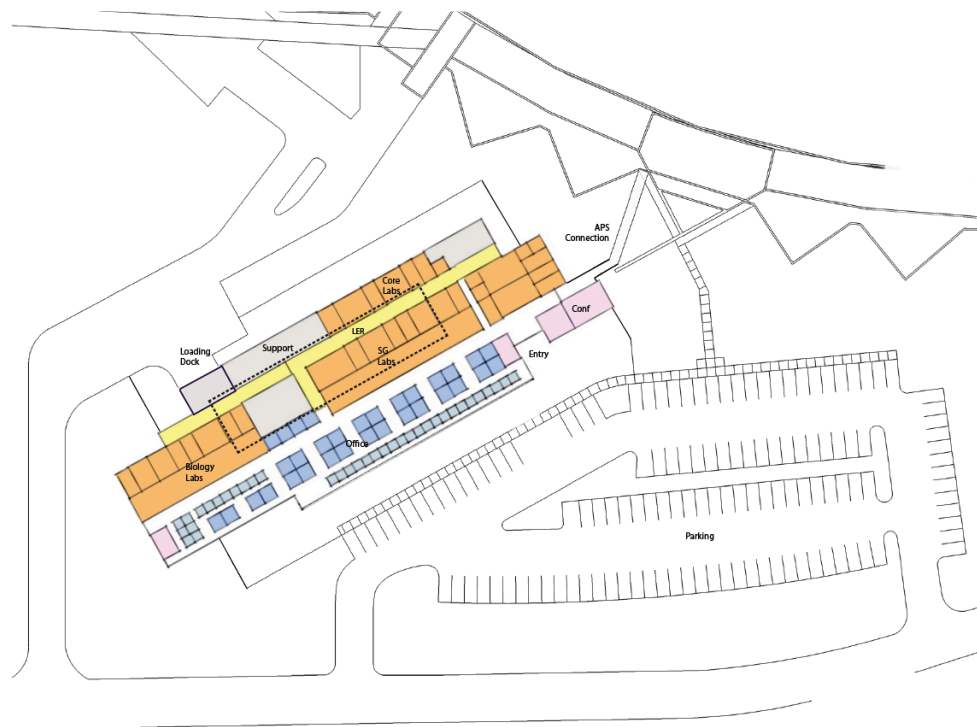 APS
Connection
Core
Labs
Conf
LER
Loading
Dock
Support
SG
Labs
Entry
Office
Biology
Labs
Parking